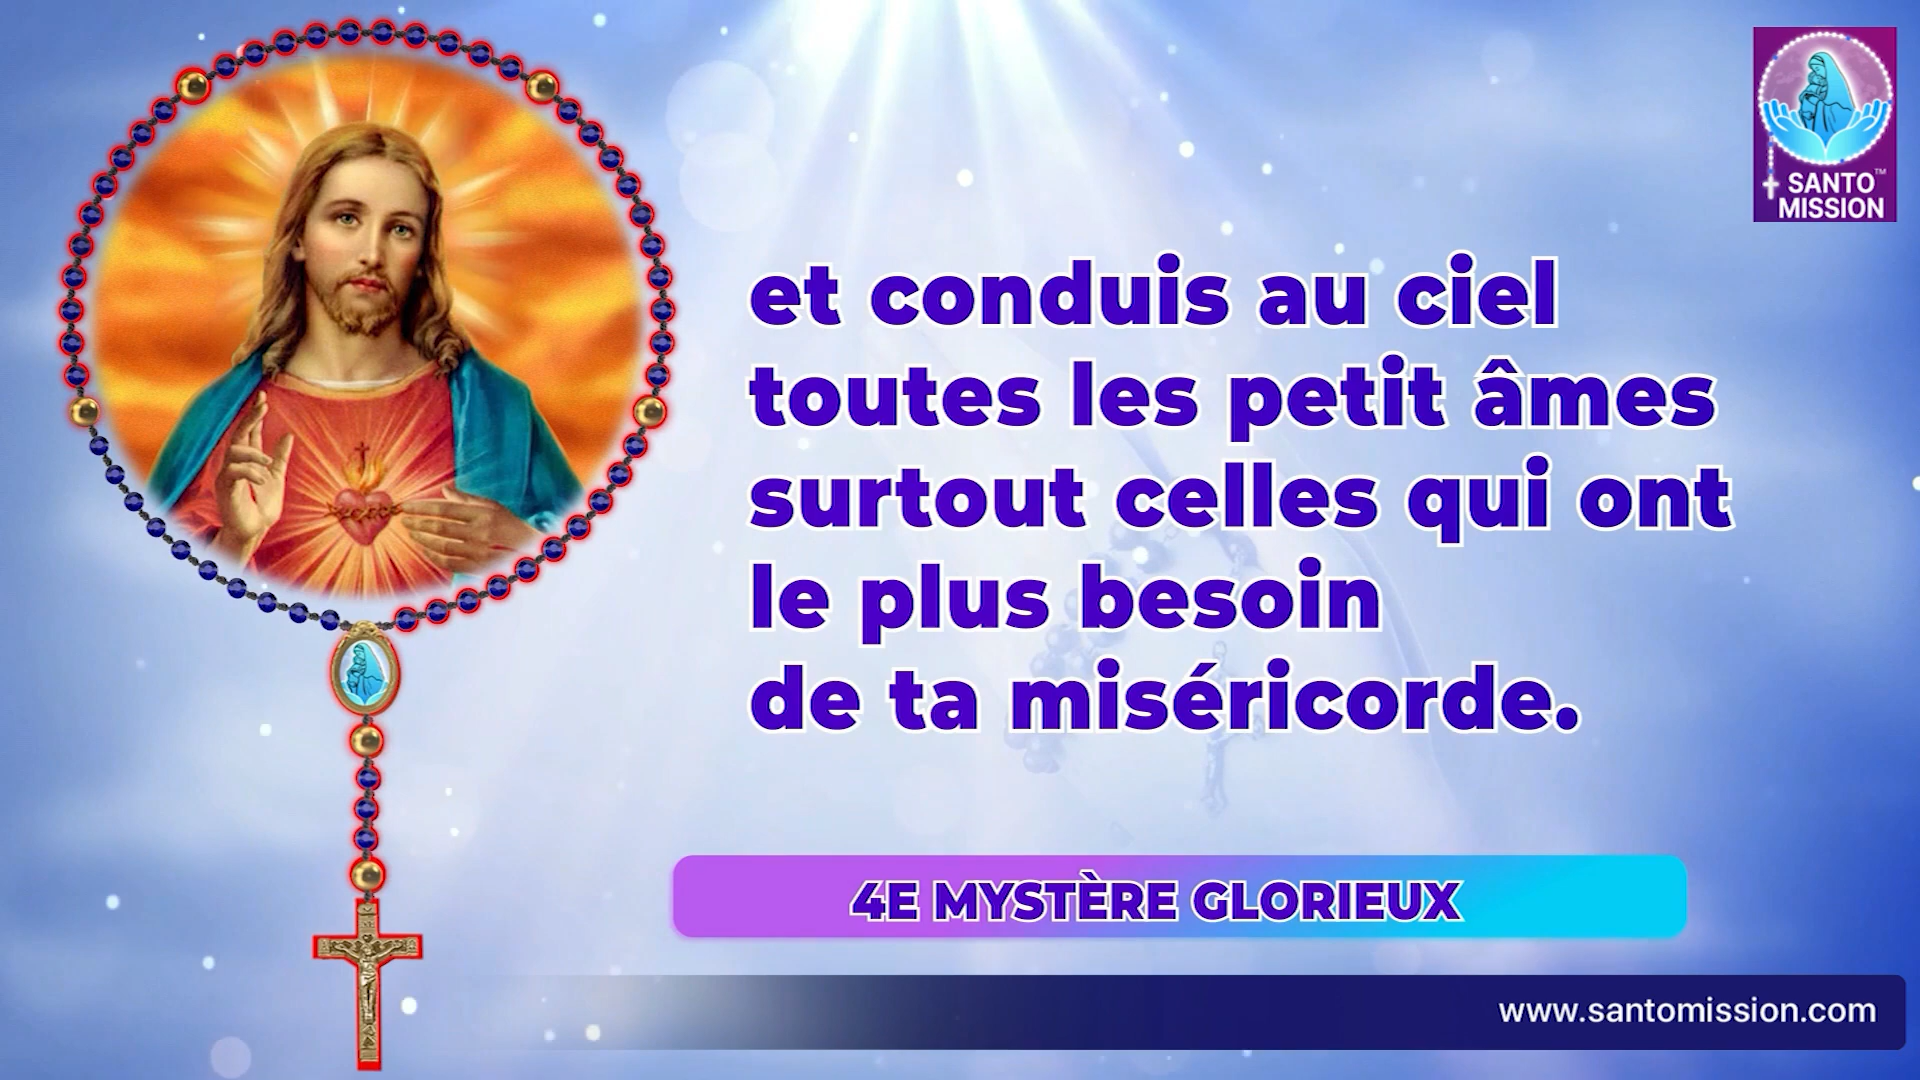 SANTO™
MISSION
et conduis au ciel
toutes les petit âmes
surtout celles qui ont
le plus besoin
de ta miséricorde.
4E MYSTÈRE GLORIEUX
www.santomission.com